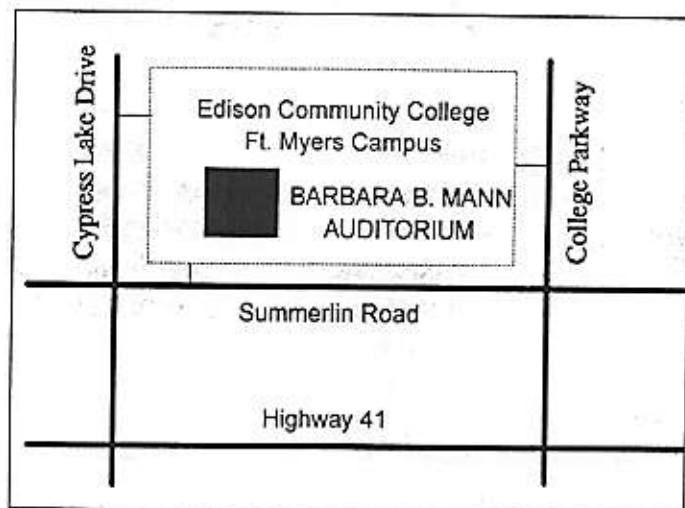 Cypress Lake Drive
Edison Community College
Ft. Myers Campus
BARBARA B. MANN
AUDITORIUM
College Parkway
Summerlin Road
Highway 41